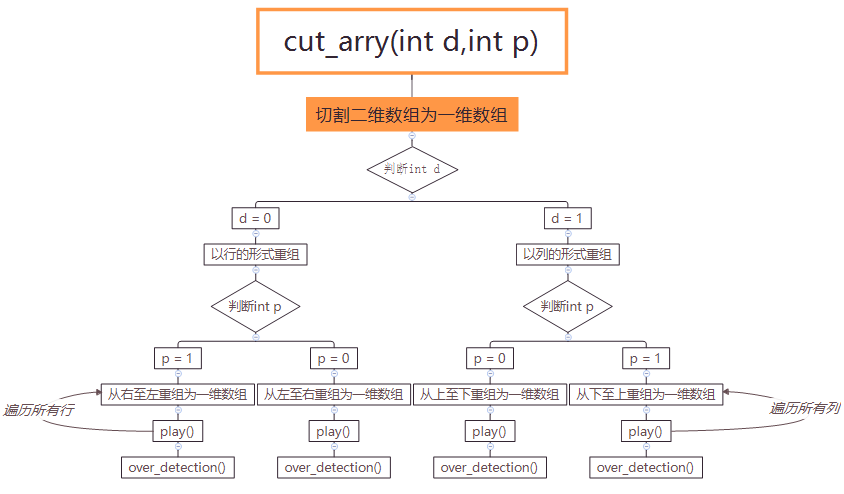 cut_arry(int d,int p)
切割二维数组为一维数组
判断int d
d = 0
d = 1
以行的形式重组
以列的形式重组
判断int p
判断int p
p = 1
p = 0
p = 0
p = 1
从右至左重组为一维数组
从左至右重组为一维数组
从上至下重组为一维数组
从下至上重组为一维数组
遍历所有行
遍历所有列
play()
play()
play()
play()
over_detection()
over_detection()
over_detection()
over_detection()